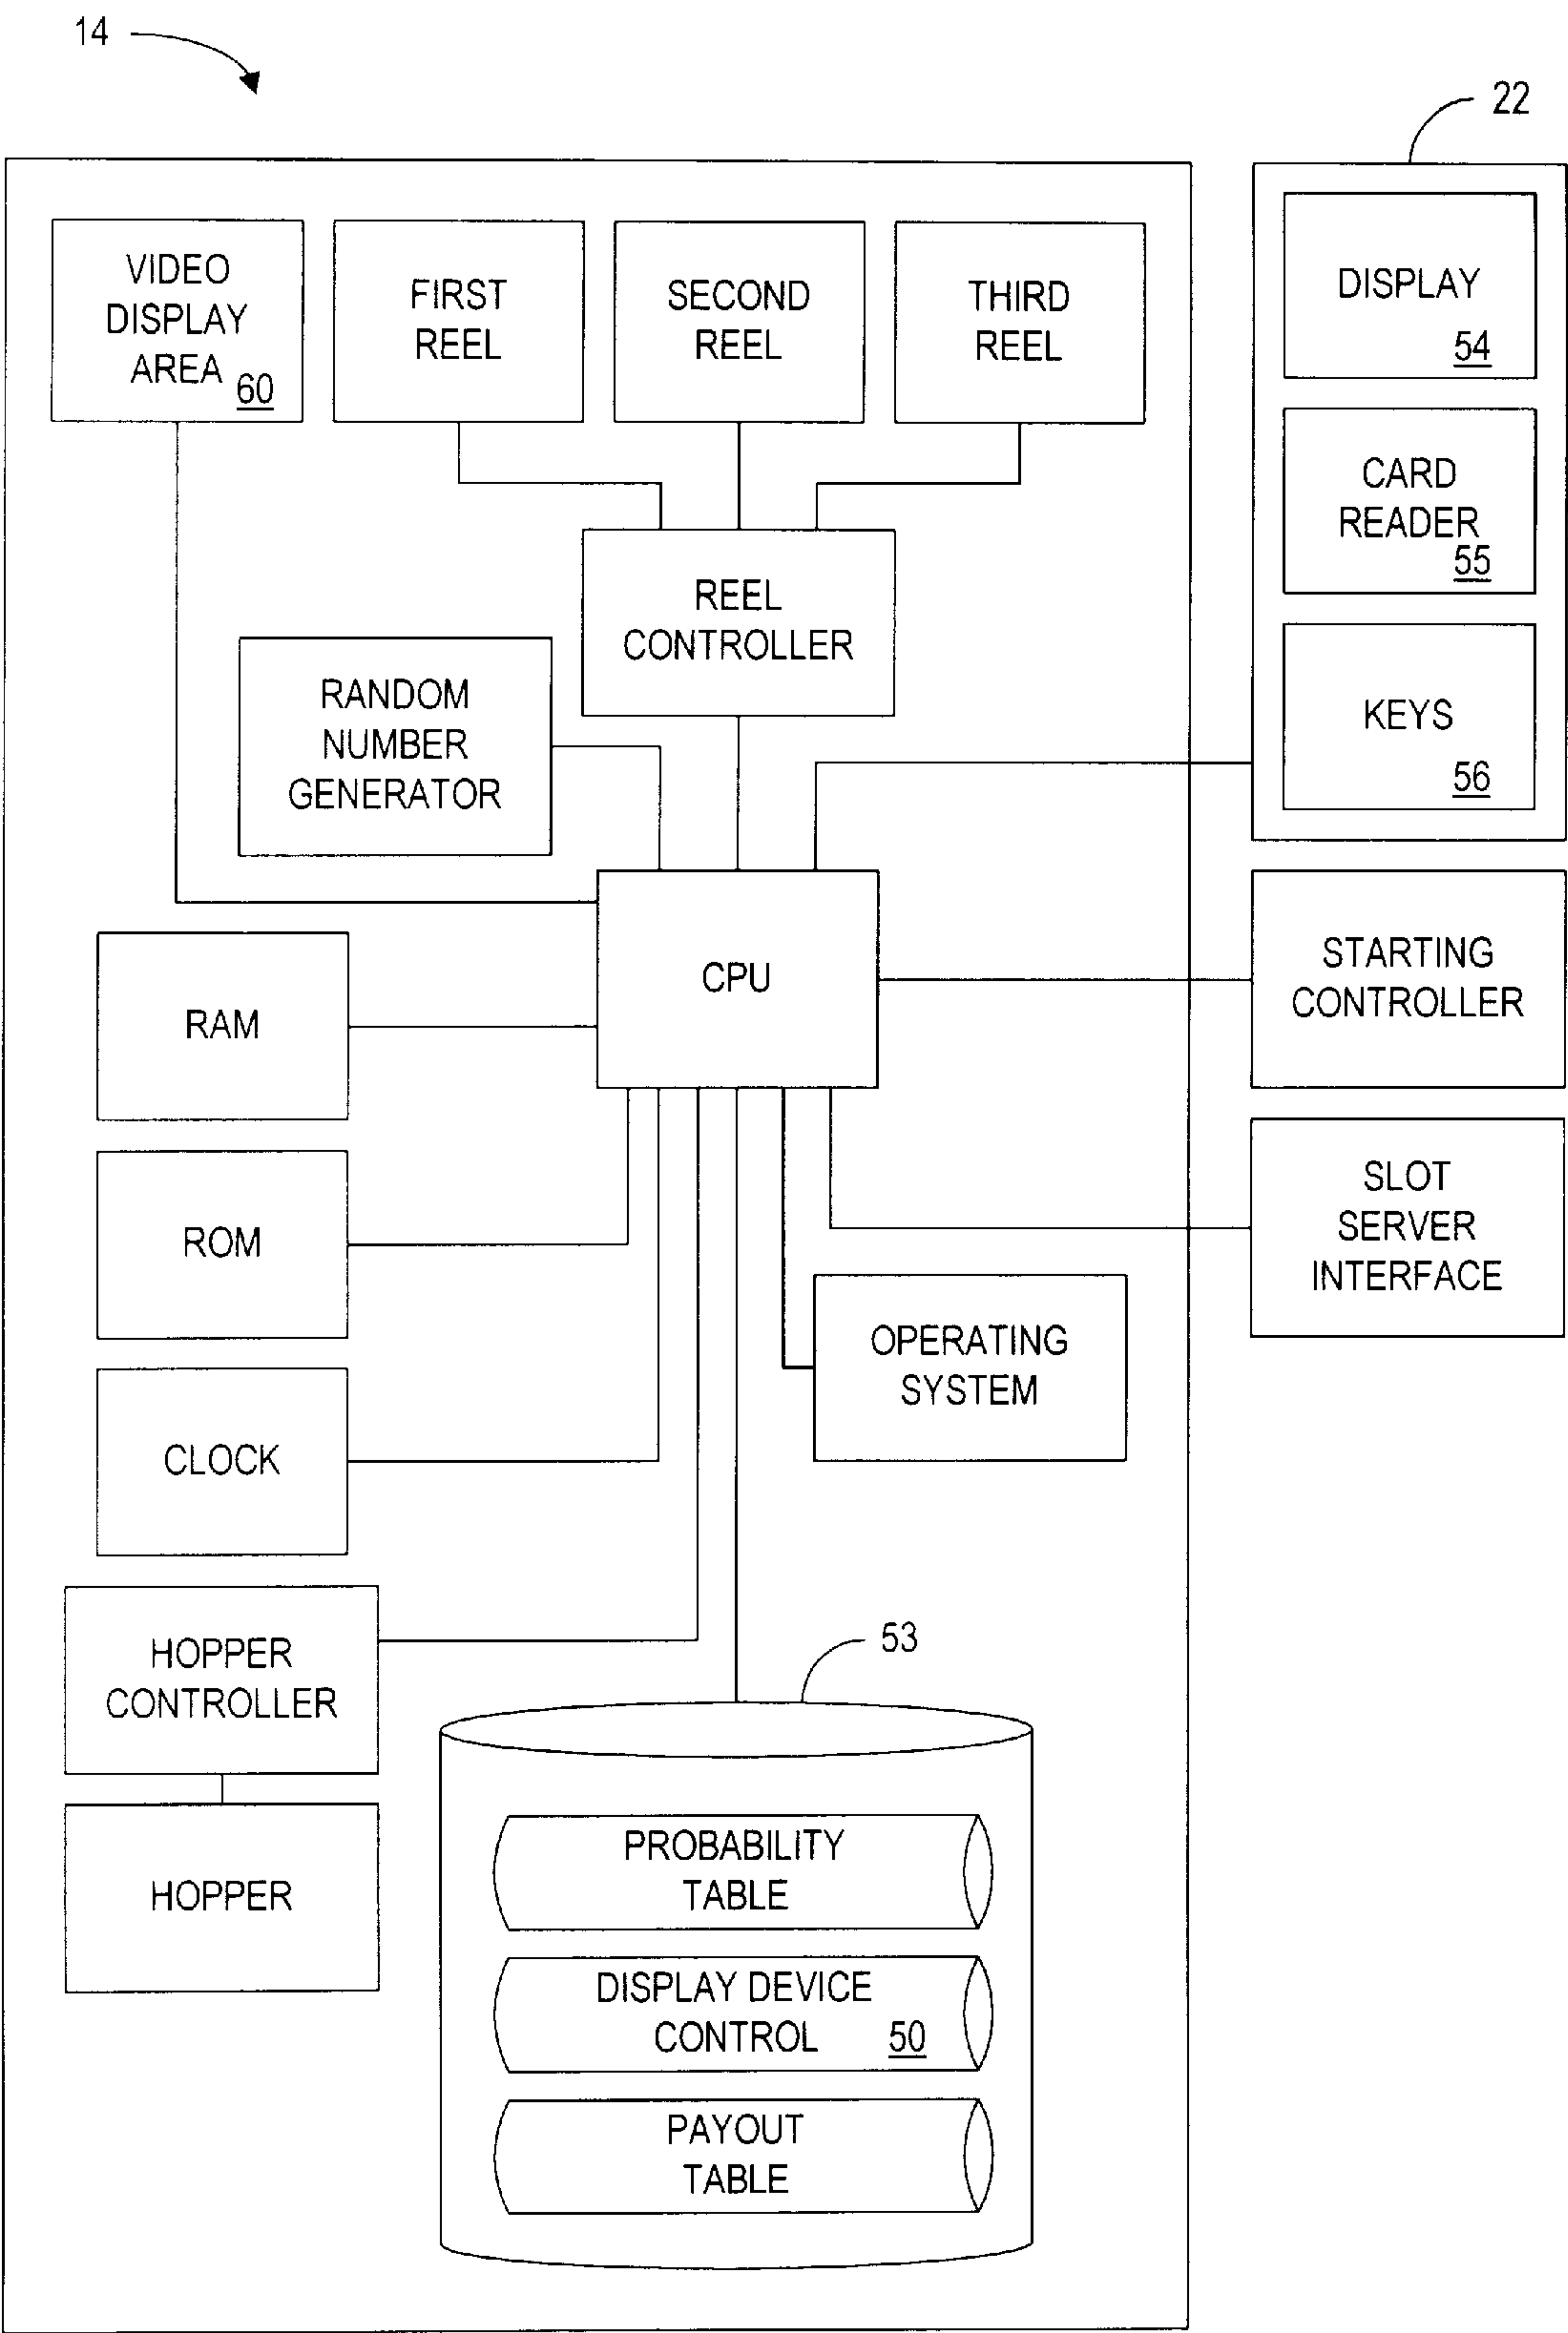 14
22
VIDEO
DISPLAY
AREA 60
FIRST
REEL
SECOND
REEL
THIRD
REEL
DISPLAY
54
CARD
READER
55
KEYS
56
REEL
CONTROLLER
RANDOM
NUMBER
GENERATOR
CPU
STARTING
CONTROLLER
RAM
SLOT
SERVER
INTERFACE
ROM
OPERATING
SYSTEM
CLOCK
HOPPER
CONTROLLER
HOPPER
53
PROBABILITY
TABLE
DISPLAY DEVICE
CONTROL 50
PAYOUT
TABLE